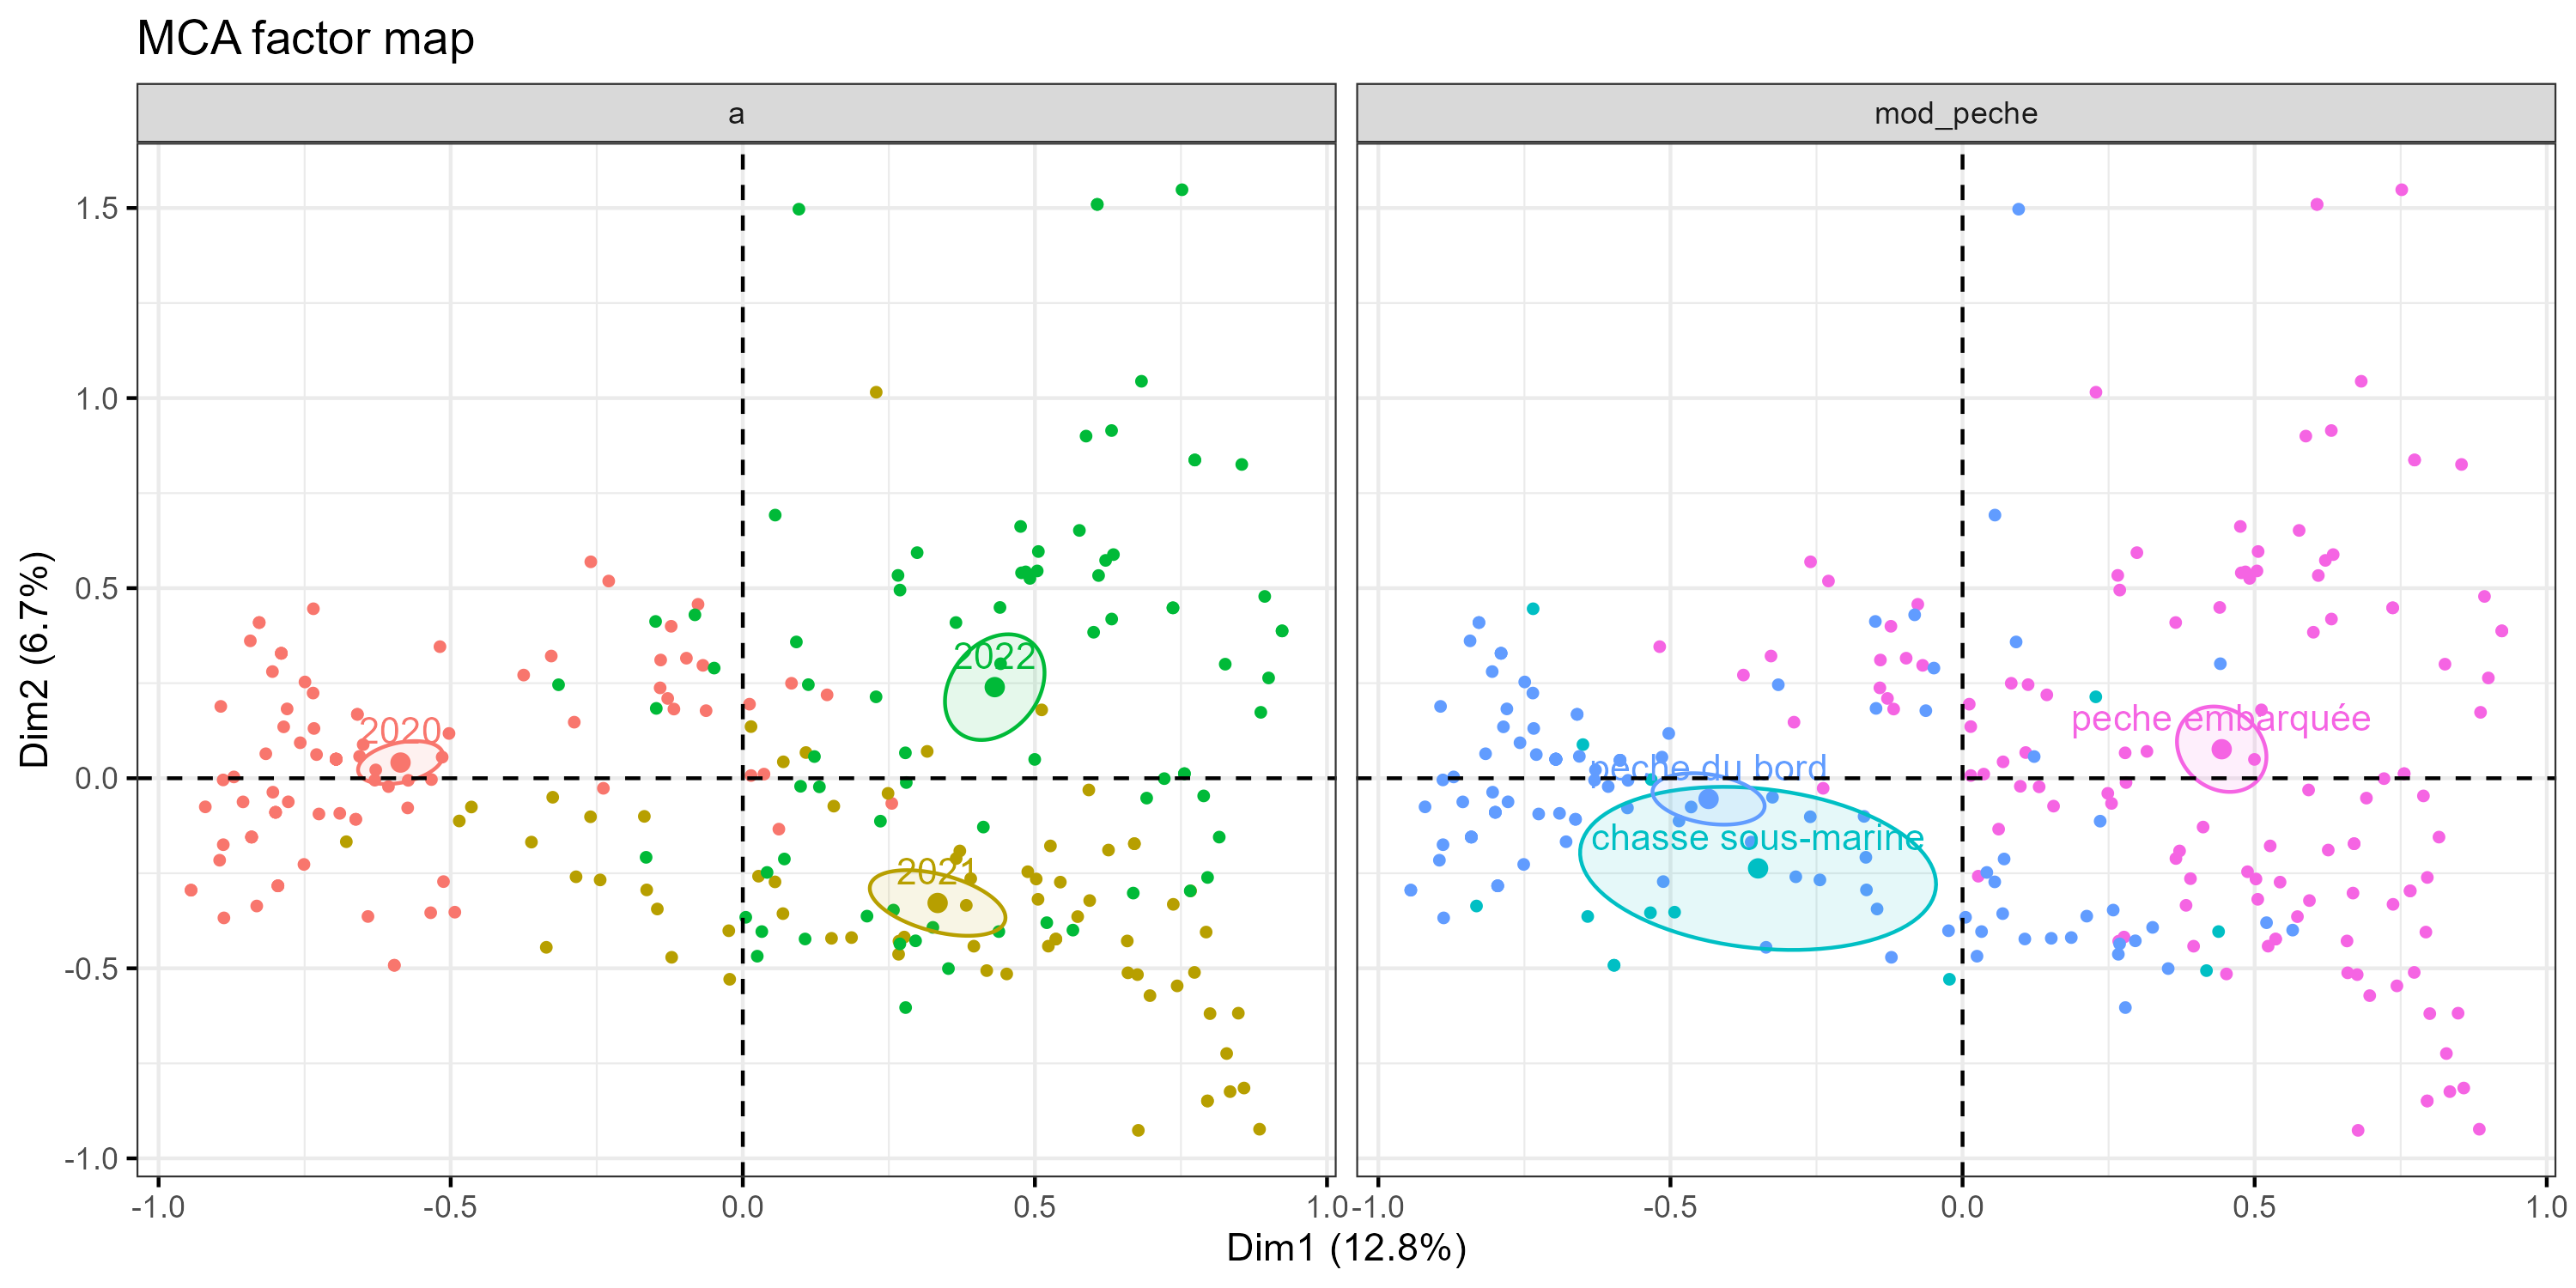 MCA factor map
a
mod_peche
Dim2 (6.7%)
1.5
1.0
0.5
0.0
-0.5
-1.0
2022
2020
2021
peche embarquée
peche du bord
chasse sous-marine
-1.0
-0.5
0.0
0.5
1.0
-1.0
-0.5
0.0
0.5
1.0
Dim1 (12.8%)